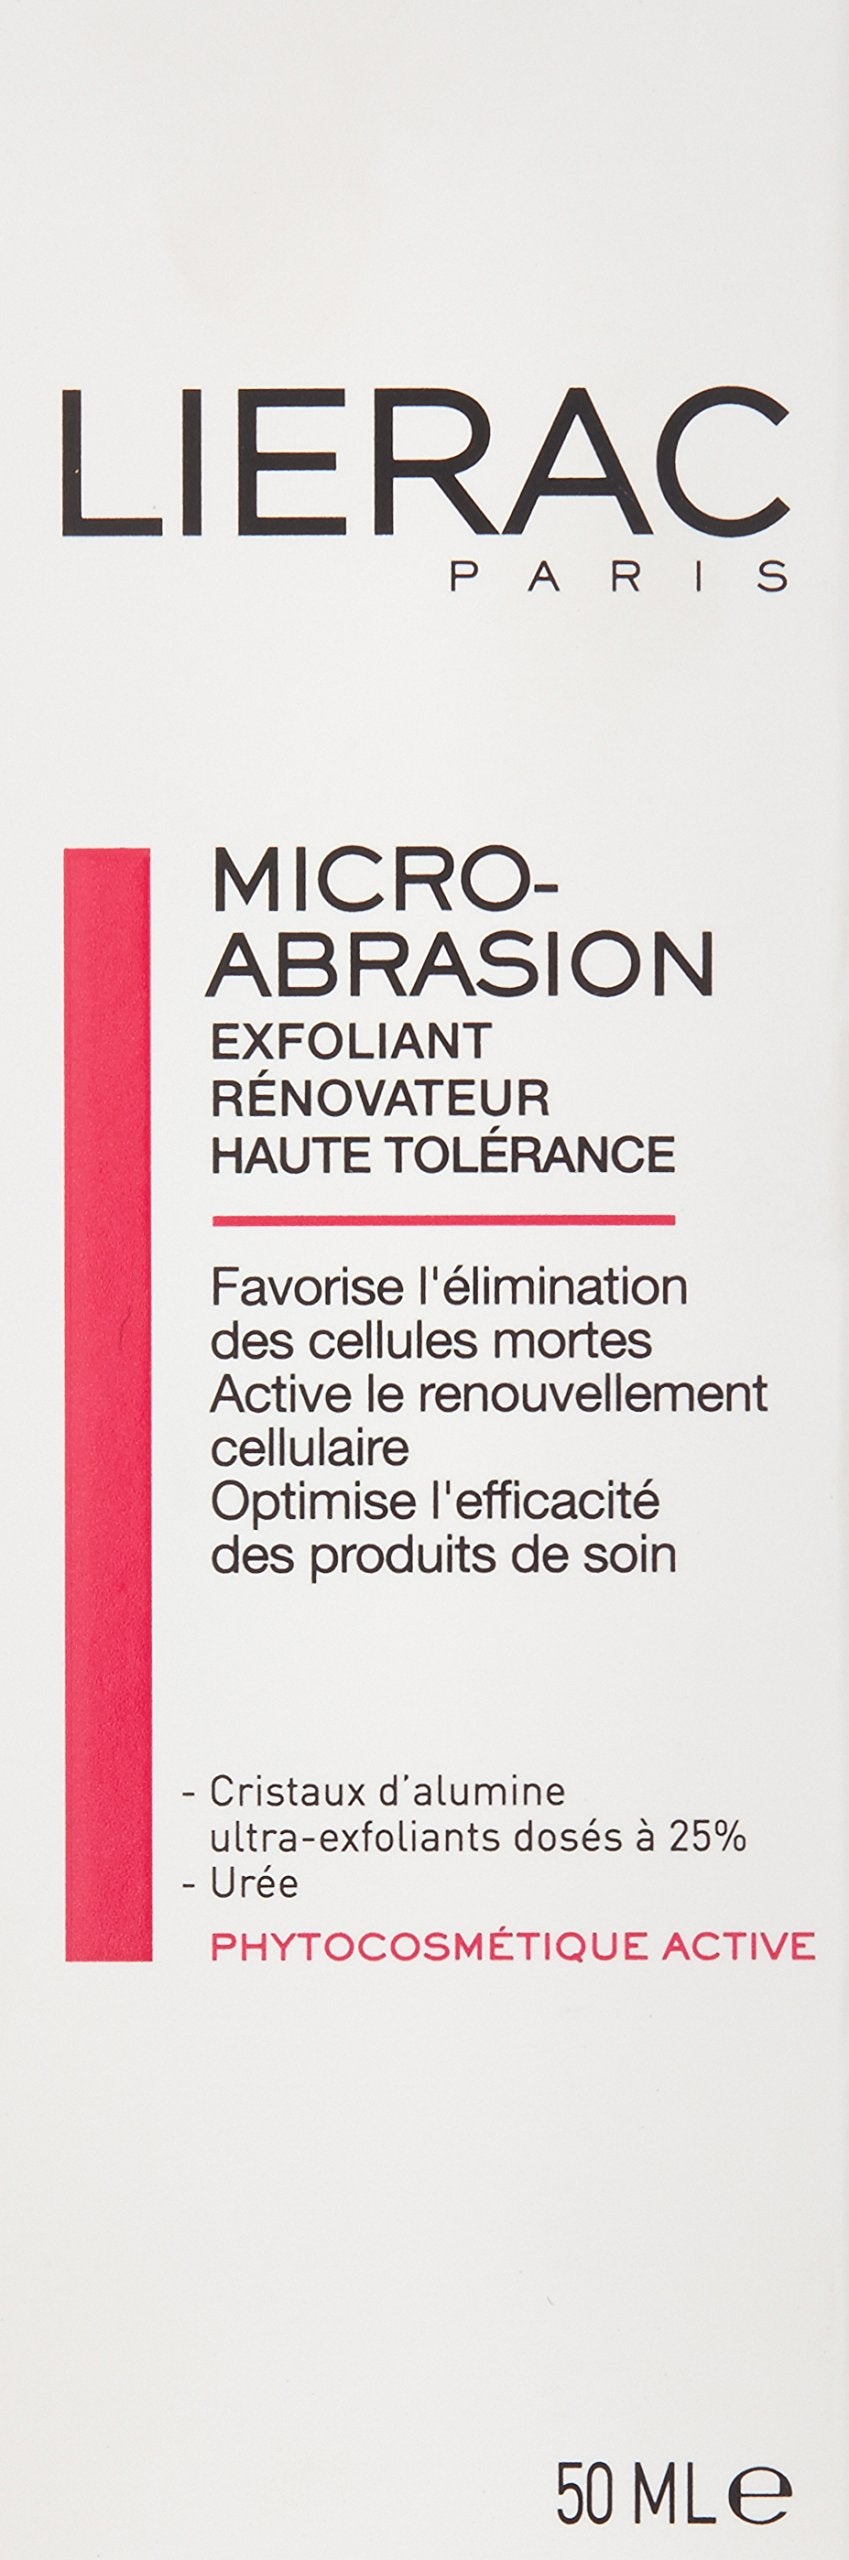 LIERAC
PARIS
MICRO-
ABRASION
EXFOLIANT
RÉNOVATEUR
HAUTE TOLÉRANCE
Favorise l'élimination
des cellules mortes
Active le renouvellement
cellulaire
Optimise l'efficacité
des produits de soin
- Cristaux d’alumine
ultra-exfoliants dosés à 25%
- Urée
PHYTOCOSMÉTIQUE ACTIVE
50 ML ℮